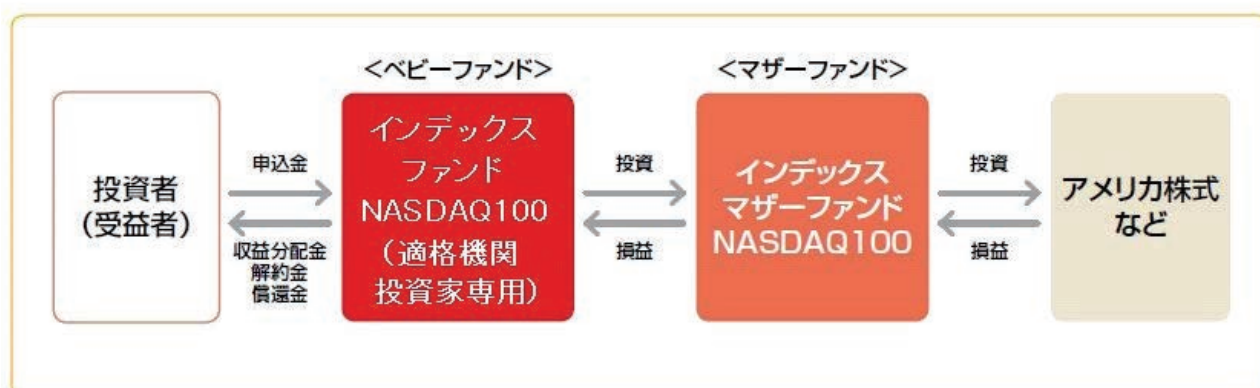 <ベビーファンド>
<マザーファンド>
投資者
(受益者)
申込金
収益分配金
解約金
償還金
インデックス
ファンド
NASDAQ100
(適格機関
投資家専用)
投資
損益
インデックス
マザーファンド
NASDAQ100
投資
損益
アメリカ株式
など